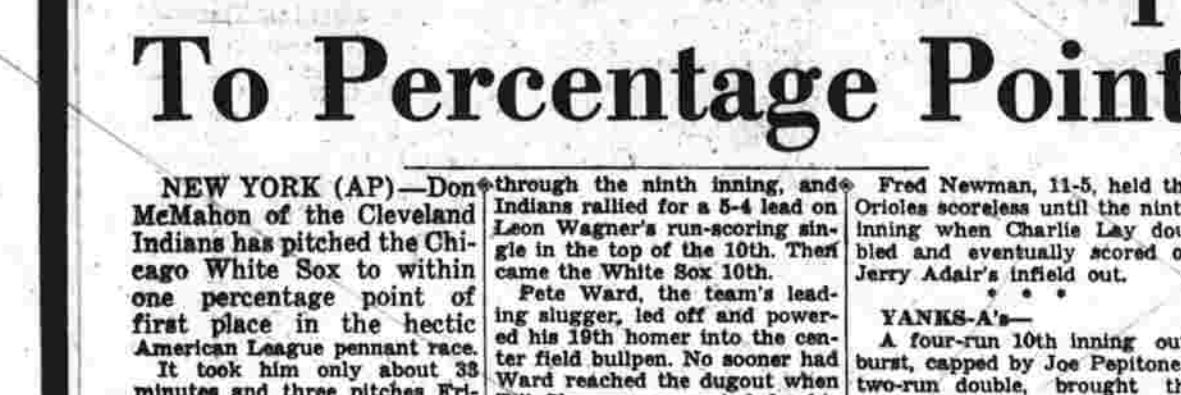 To Percentage Point
NEW YORK (AP)—Don
McMahon of the Cleveland
Indians has pitched the Chi-
cago White Sox to within
one percentage point of
first place in the hectic
American League pennant race.
It took him only about 33
minutes and three pitches Fri-
through the ninth inning, and
Indians rallied for a 5-4 lead on
Leon Wagner's run-scoring sin-
gle in the top of the 10th. Then
came the White Sox 10th.
Pete Ward, the team's lead-
ing slugger, led off and power-
ed his 19th homer into the cen-
ter field bullpen. No sooner had
Ward reached the dugout when
Fred Newman, 11-5, held th
Orioles scoreless until the nint
inning when Charlie Lay dou
bled and eventually scored o
Jerry Adair's infield out.
* * *
YANKS-A's—
A four-run 10th inning ou
burst, capped by Joe Pepitone
two-run double, brought th